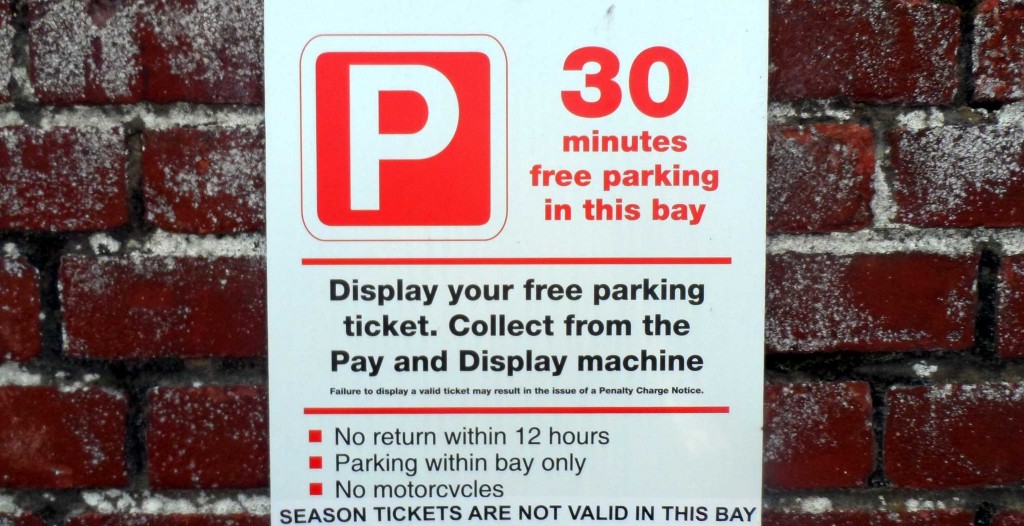 P
30
minutes
free parking
in this bay
Display your free parking
ticket. Collect from the
Pay and Display machine
Failure to display a valid ticket may result in the issue of a Penalty Charge Notice.
No return within 12 hours
Parking within bay only
No motorcycles
SEASON TICKETS ARE NOT VALID IN THIS BAY